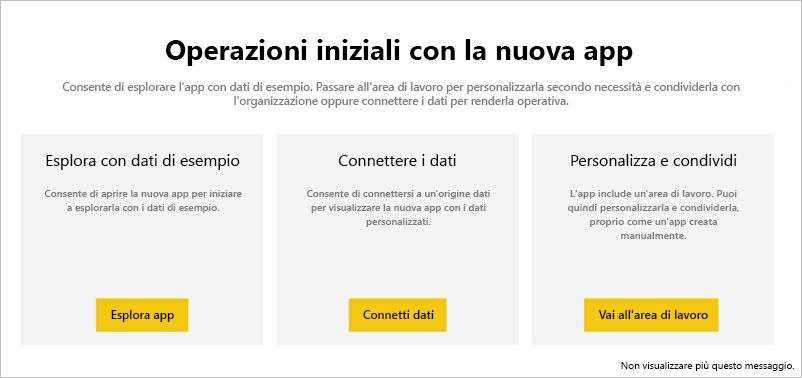 Operazioni iniziali con la nuova app
Consente di esplorare l'app con dati di esempio. Passare all'area di lavoro per personalizzarla secondo necessità e condividerla con
l'organizzazione oppure connettere i dati per renderla operativa.
Esplora con dati di esempio
Consente di aprire la nuova app per iniziare
a esplorarla con i dati di esempio.
Esplora app
Connettere i dati
Consente di connettersi a un'origine dati
per visualizzare la nuova app con i dati
personalizzati.
Connetti dati
Personalizza e condividi
L'app include un'area di lavoro. Puoi
quindi personalizzarla e condividerla,
proprio come un'app creata
manualmente.
Vai all'area di lavoro
Non visualizzare più questo messaggio.